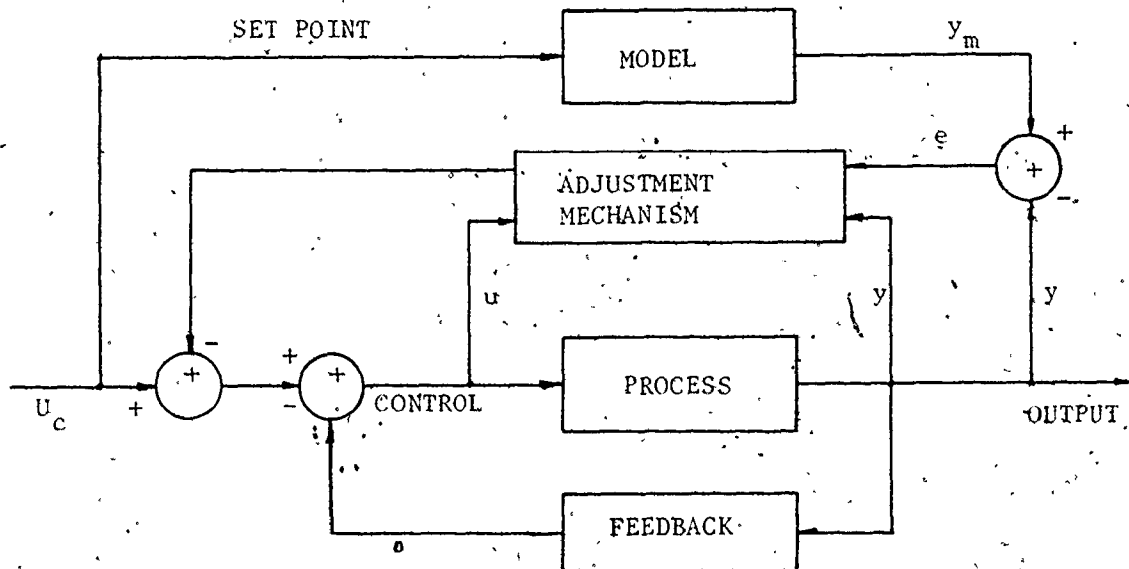 SET POINT
MODEL
y_m
+
e
+
-
ADJUSTMENT
MECHANISM
u
y
y
-
+
+
+
PROCESS
+
-
CONTROL
U_c
OUTPUT
FEEDBACK